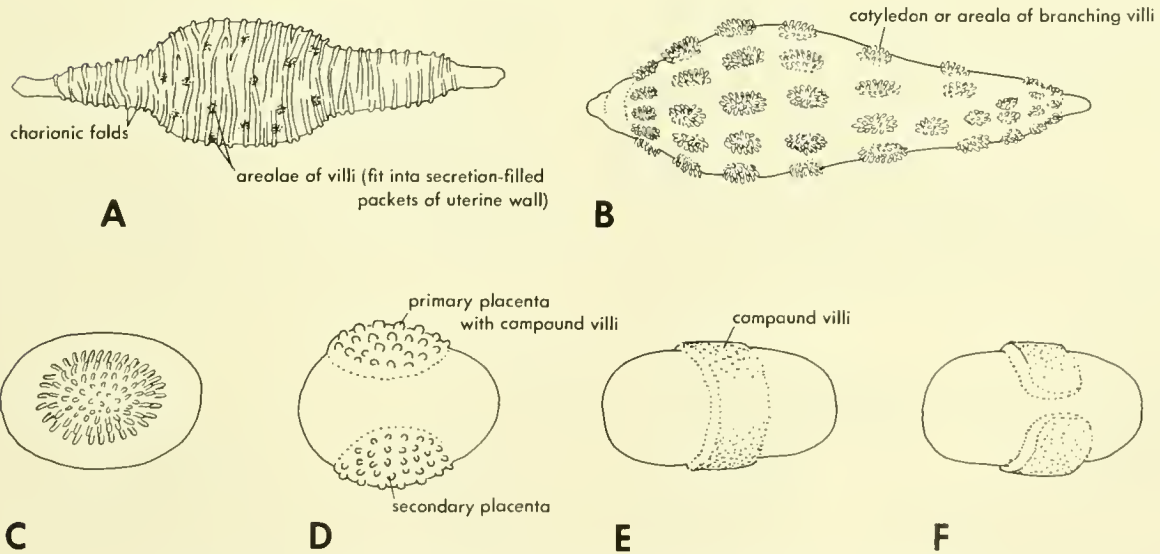 cotyledon or areola of branching villi
chorionic folds
areolae of villi (fit into secretion-filled
pockets of uterine wall)
A
B
primary placenta
with compound villi
compound villi
secondary placenta
C
D
E
F